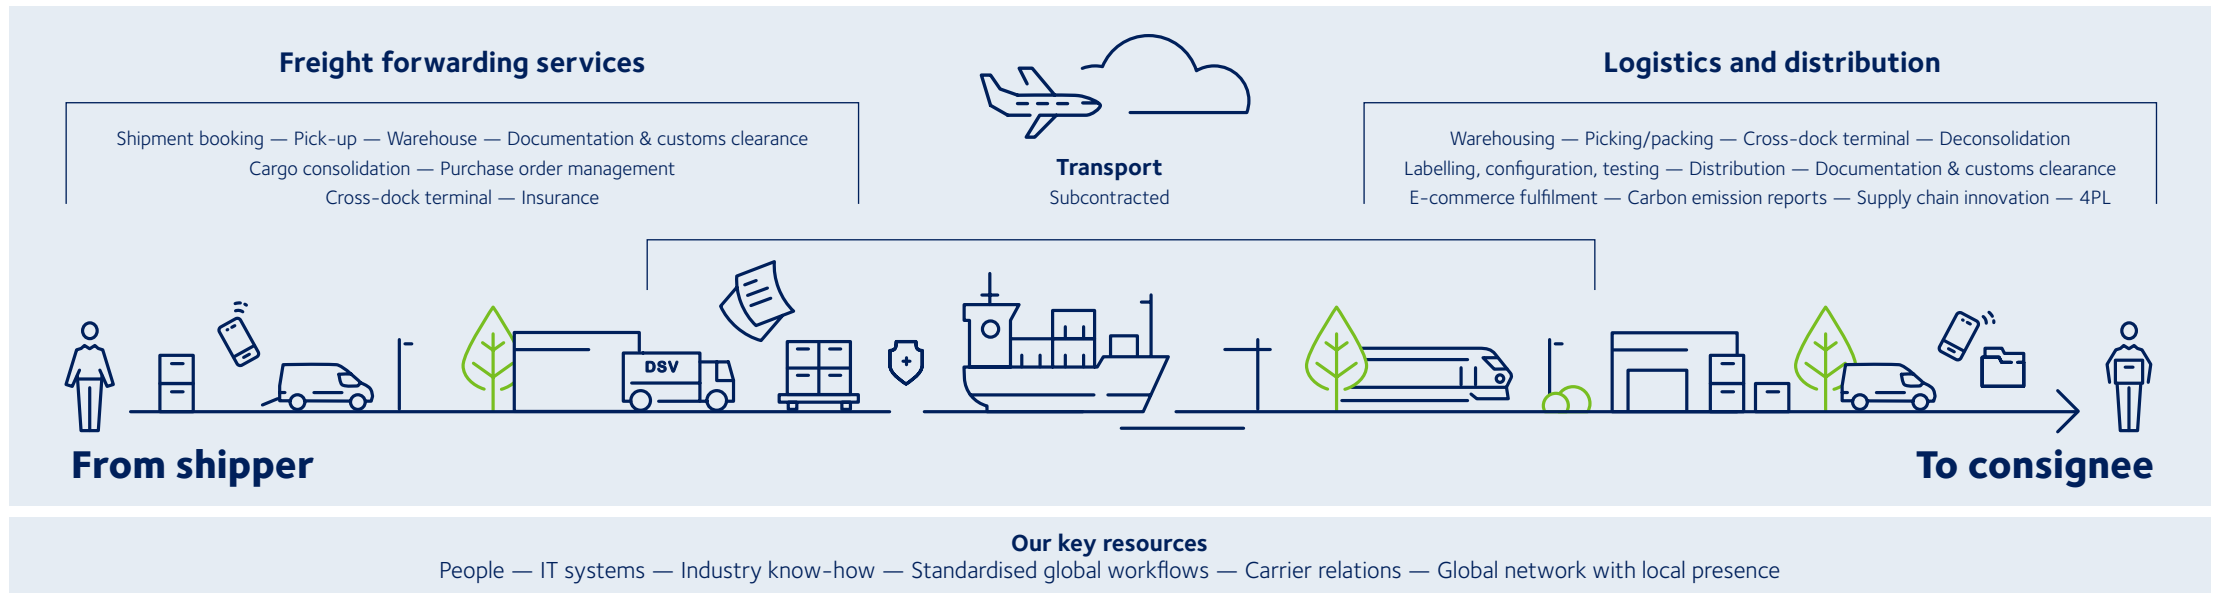 Freight forwarding services
Shipment booking — Pick-up — Warehouse — Documentation & customs clearance
Cargo consolidation — Purchase order management
Cross-dock terminal — Insurance
Transport
Subcontracted
Logistics and distribution
Warehousing — Picking/packing — Cross-dock terminal — Deconsolidation
Labelling, configuration, testing — Distribution — Documentation & customs clearance
E-commerce fulfilment — Carbon emission reports — Supply chain innovation — 4PL
DSV
From shipper
To consignee
Our key resources
People — IT systems — Industry know-how — Standardised global workflows — Carrier relations — Global network with local presence